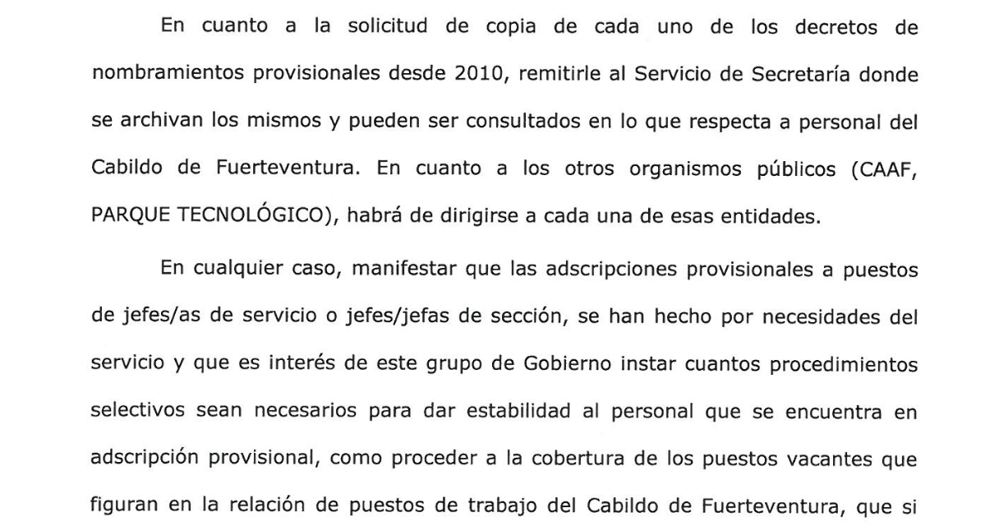 En cuanto a la solicitud de copia de cada uno de los decretos de
nombramientos provisionales desde 2010, remitirle al Servicio de Secretaría donde
se archivan los mismos y pueden ser consultados en lo que respecta a personal del
Cabildo de Fuerteventura. En cuanto a los otros organismos públicos (CAAF,
PARQUE TECNOLÓGICO), habrá de dirigirse a cada una de esas entidades.
En cualquier caso, manifestar que las adscripciones provisionales a puestos
de jefes/as de servicio o jefes/jefas de sección, se han hecho por necesidades del
servicio y que es interés de este grupo de Gobierno instar cuantos procedimientos
selectivos sean necesarios para dar estabilidad al personal que se encuentra en
adscripción provisional, como proceder a la cobertura de los puestos vacantes que
figuran en la relación de puestos de trabajo del Cabildo de Fuerteventura, que si